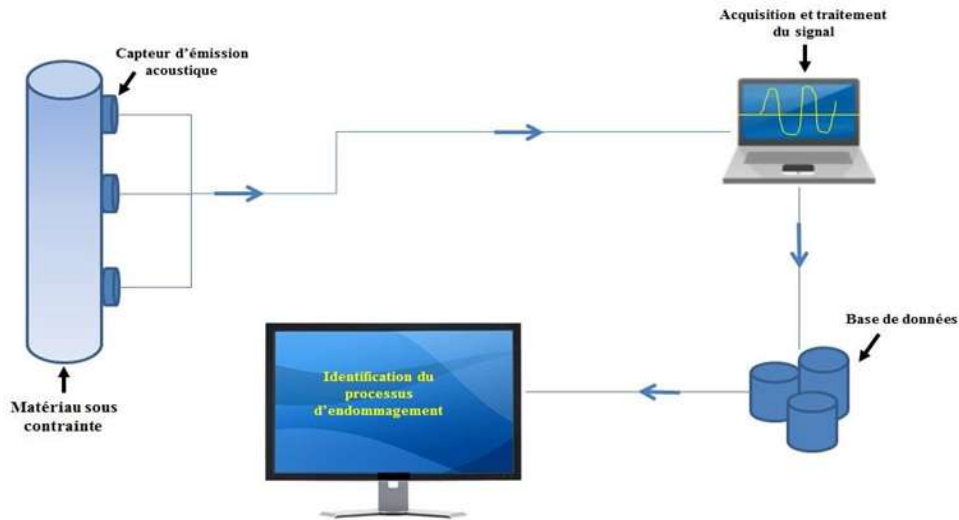 Acquisition et traitement
du signal
Capteur d'émission
acoustique
Base de données
Identification du
processus
d'endommagement
Matériau sous
contrainte